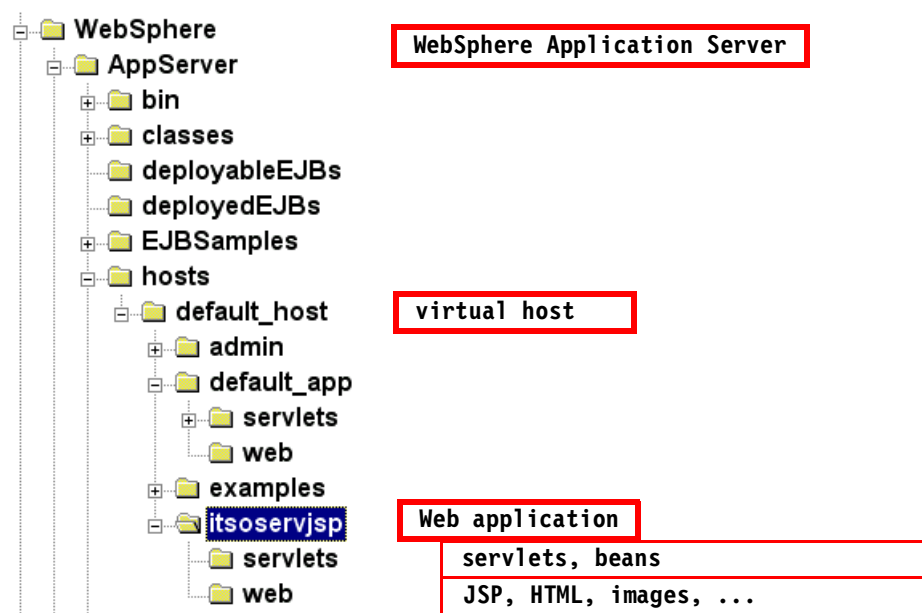 WebSphere
WebSphere Application Server
AppServer
bin
classes
deployableEJBs
deployedEJBs
EJBSamples
hosts
default_host
virtual host
admin
default_app
servlets
web
examples
itsoservjsp
Web application
servlets
servlets, beans
web
JSP, HTML, images, ...